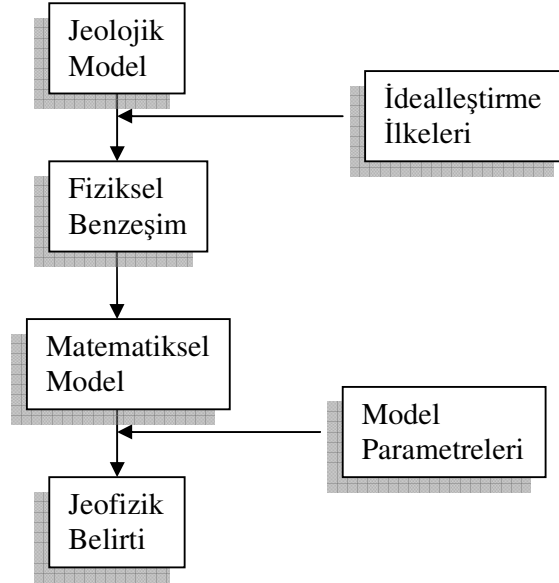 Jeolojik
Model
İdealleştirme
İlkeleri
Fiziksel
Benzeşim
Matematiksel
Model
Model
Parametreleri
Jeofizik
Belirti